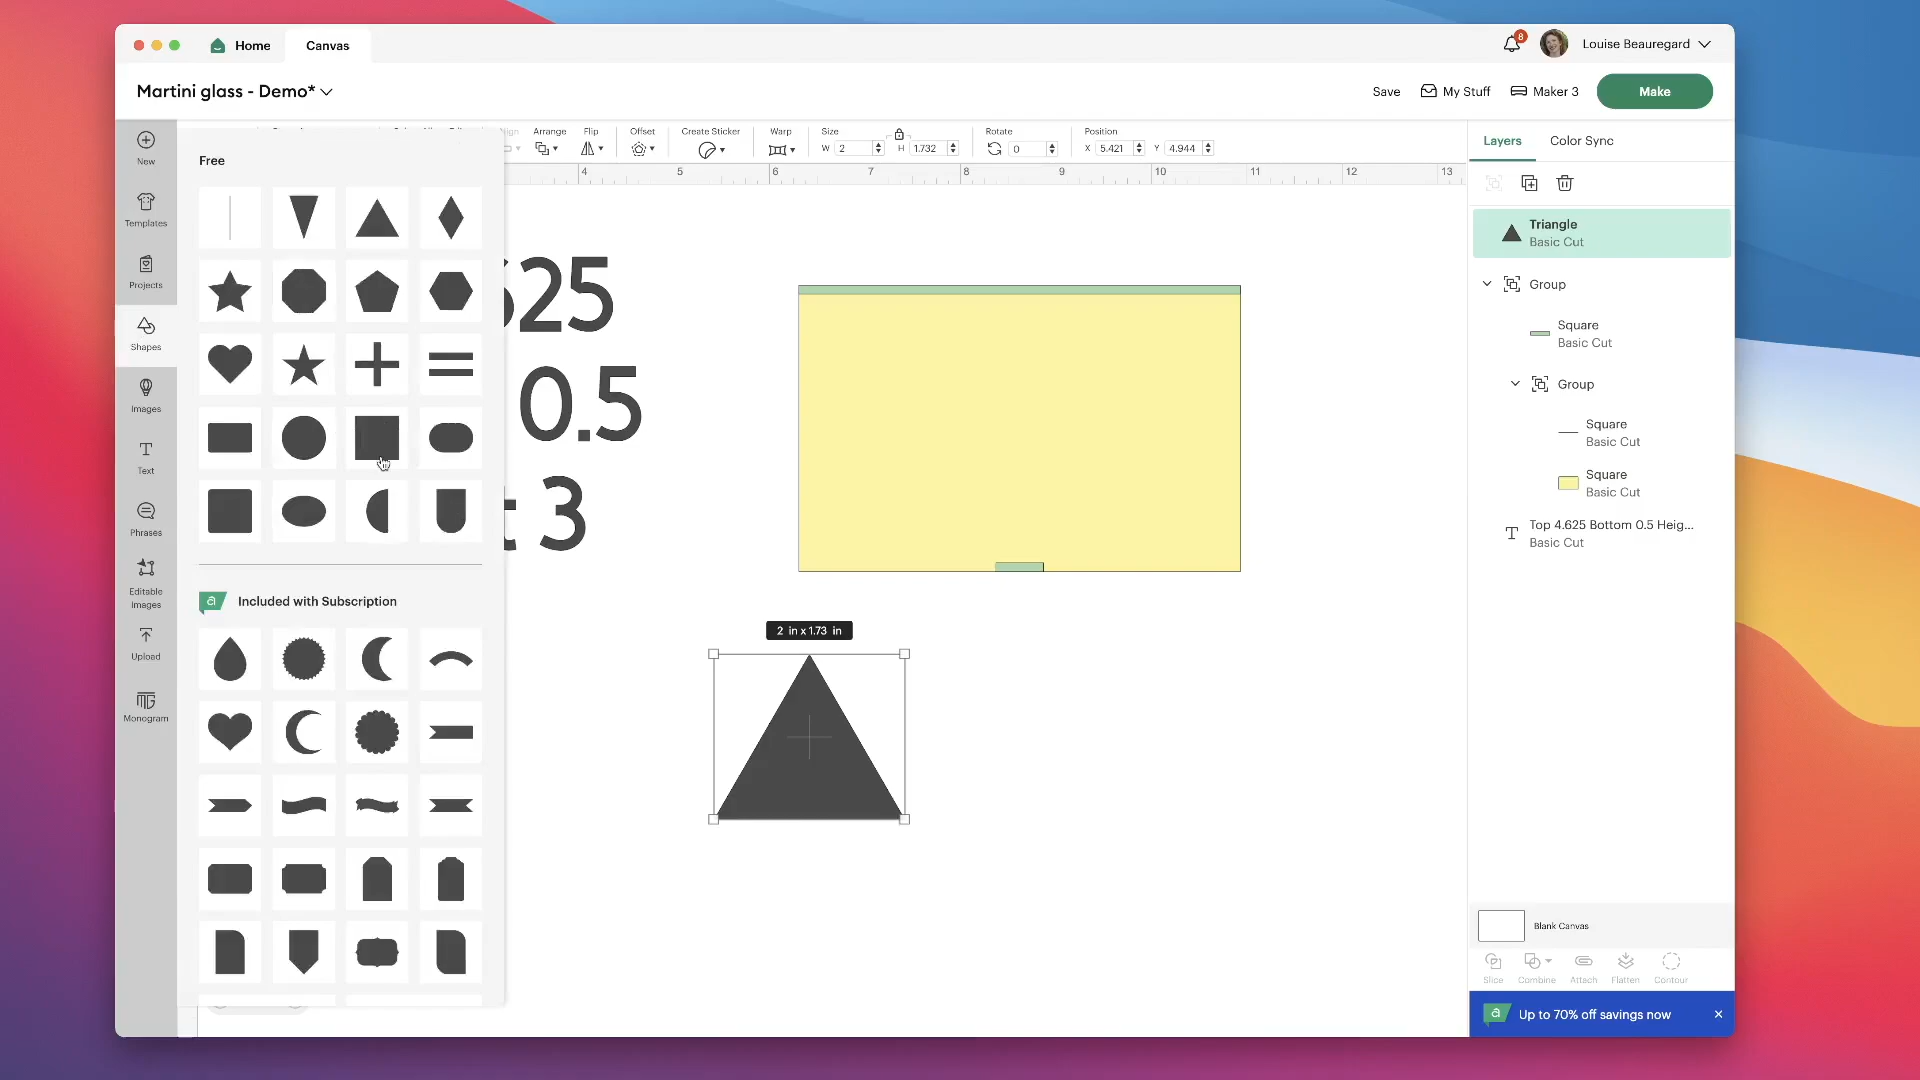 Home
Canvas
8
Louise Beauregard
Martini glass - Demo*
Save
My Stuff
Maker 3
Make
New
Templates
Projects
Shapes
Images
Text
Phrases
Editable
Images
Upload
Monogram
Arrange
Flip
Offset
Create Sticker
Warp
Size
W 2
H 1.732
Rotate
0
Position
X 5.421
Y 4.944
4 5 6 7 8 9 10 11 12 13
Free
Included with Subscription
625
0.5
t 3
2 in x 1.73 in
Layers
Color Sync
Triangle
Basic Cut
Group
Square
Basic Cut
Group
Square
Basic Cut
Square
Basic Cut
Top 4.625 Bottom 0.5 Heig...
Basic Cut
Blank Canvas
Slice
Combine
Attach
Flatten
Contour
Up to 70% off savings now